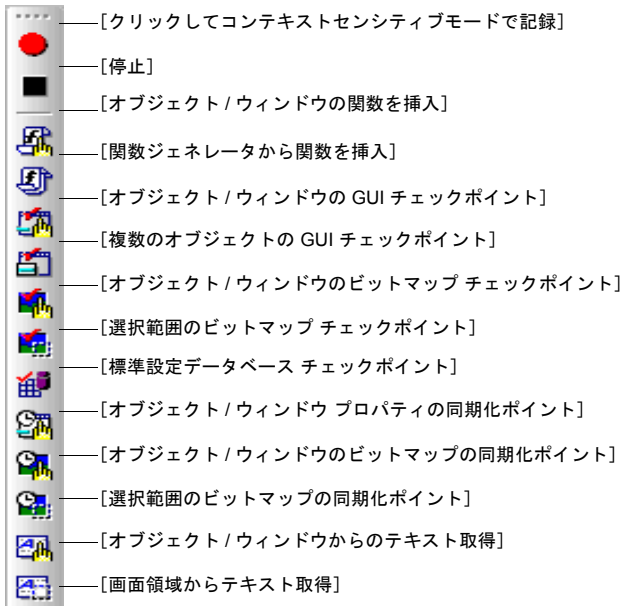 [クリックしてコンテキストセンシティブモードで記録]
[停止]
[オブジェクト / ウィンドウの関数を挿入]
[関数ジェネレータから関数を挿入]
[オブジェクト / ウィンドウの GUI チェックポイント]
[複数のオブジェクトの GUI チェックポイント]
[オブジェクト / ウィンドウのビットマップ チェックポイント]
[選択範囲のビットマップ チェックポイント]
[標準設定データベース チェックポイント]
[オブジェクト / ウィンドウ プロパティの同期化ポイント]
[オブジェクト / ウィンドウのビットマップの同期化ポイント]
[選択範囲のビットマップの同期化ポイント]
[オブジェクト / ウィンドウからのテキスト取得]
[画面領域からテキスト取得]